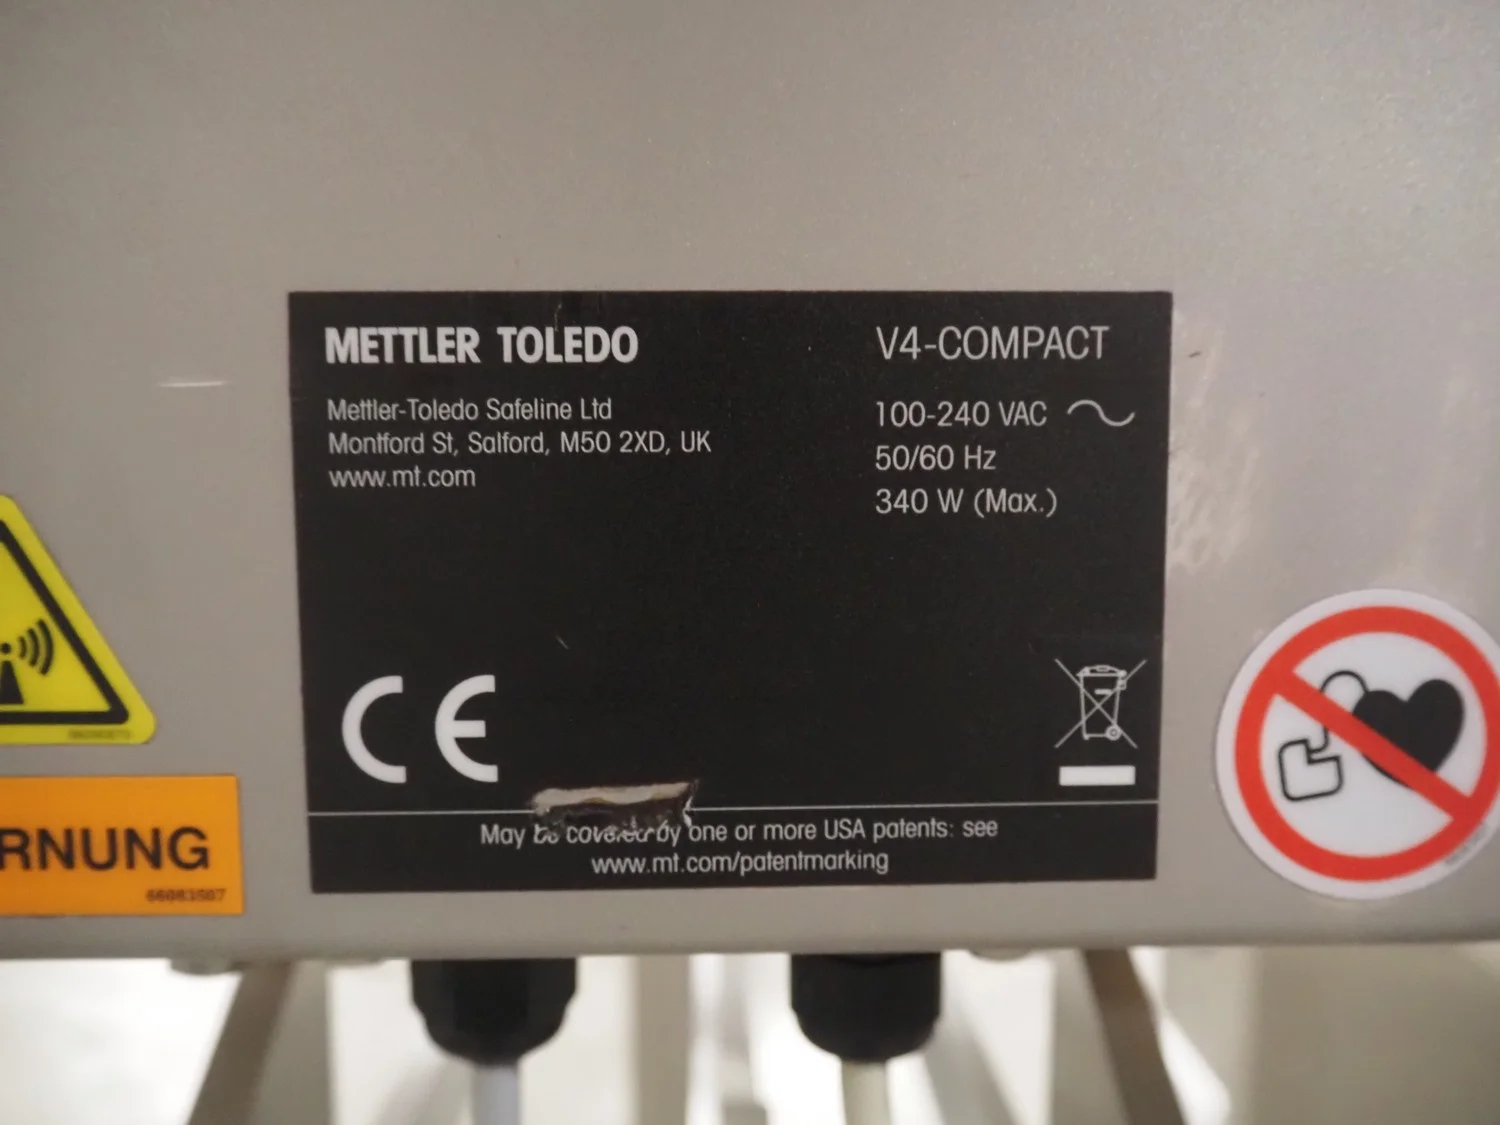 METTLER TOLEDO
Mettler-Toledo Safeline Ltd
Montford St, Salford, M50 2XD, UK
www.mt.com
V4-COMPACT
100-240 VAC
50/60 Hz
340 W (Max.)
CE
May be covered by one or more USA patents: see
www.mt.com/patentmarking
RNUNG
66083507